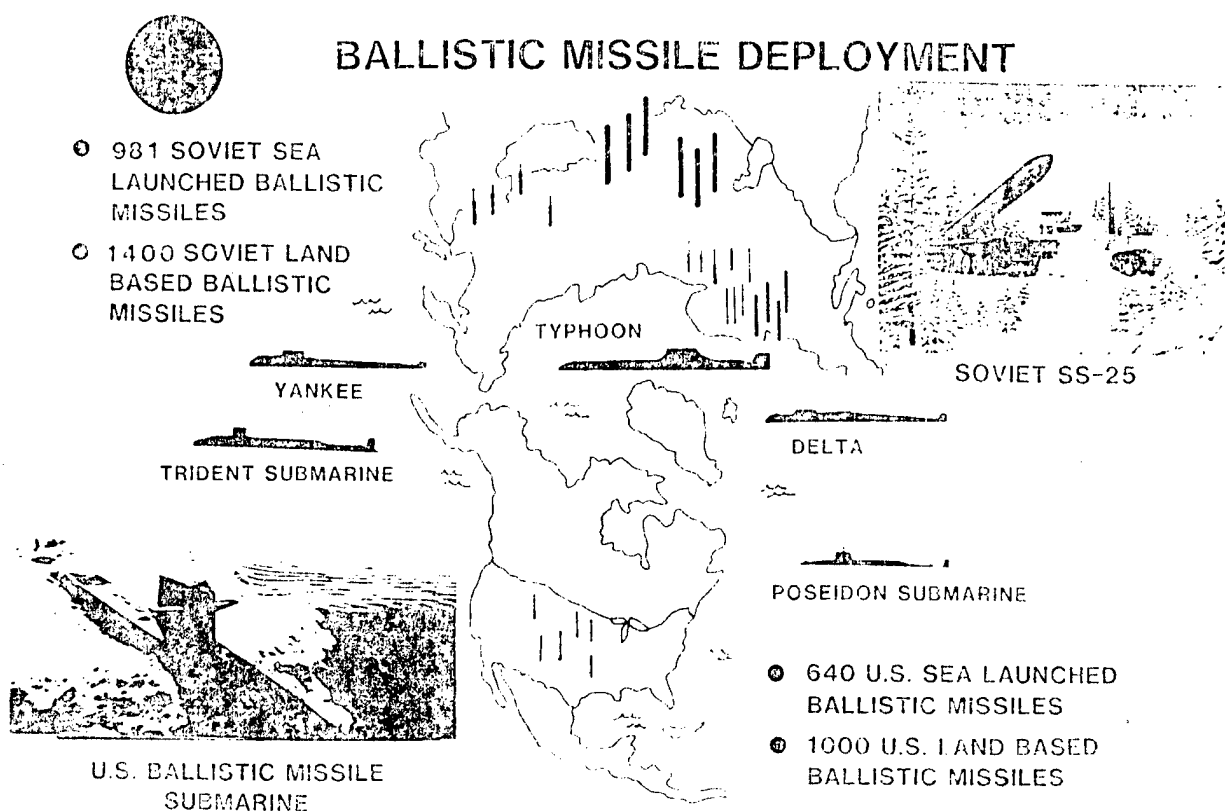 BALLISTIC MISSILE DEPLOYMENT
981 SOVIET SEA
LAUNCHED BALLISTIC
MISSILES
1400 SOVIET LAND
BASED BALLISTIC
MISSILES
TYPHOON
YANKEE
SOVIET SS-25
DELTA
TRIDENT SUBMARINE
POSEIDON SUBMARINE
640 U.S. SEA LAUNCHED
BALLISTIC MISSILES
1000 U.S. LAND BASED
BALLISTIC MISSILES
U.S. BALLISTIC MISSILE
SUBMARINE